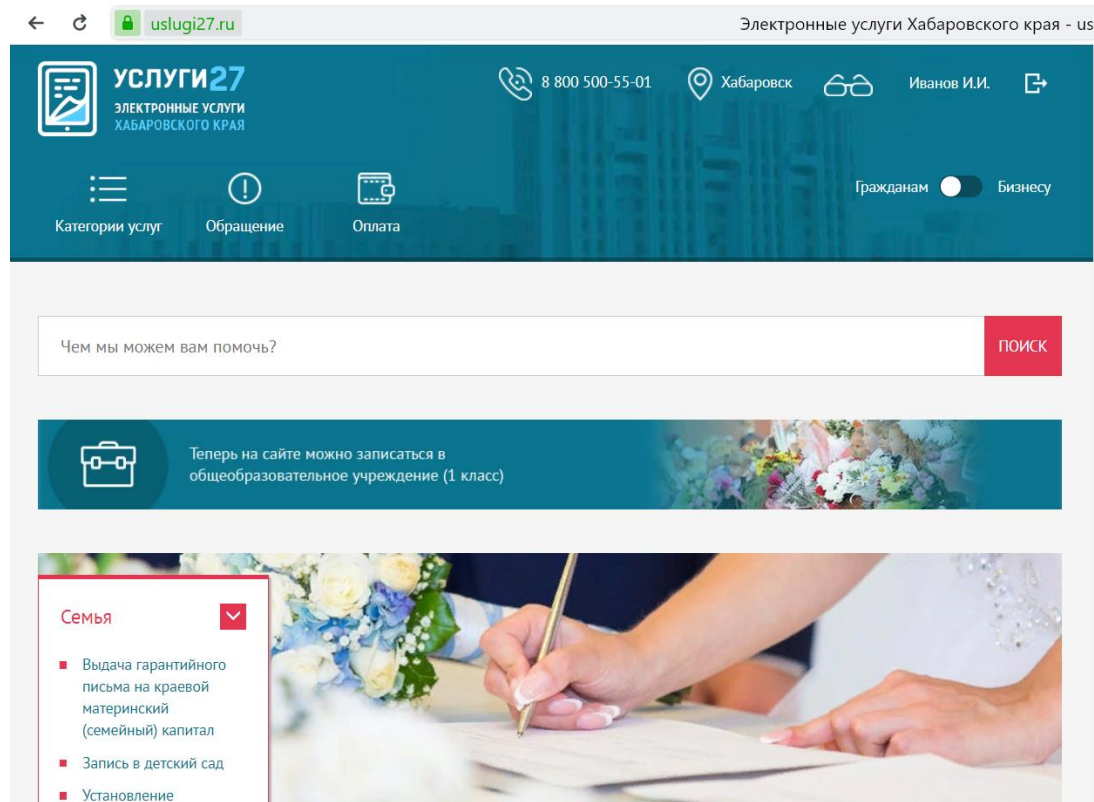 uslugi27.ru
Электронные услуги Хабаровского края - us
УСЛУГИ27
ЭЛЕКТРОННЫЕ УСЛУГИ
ХАБАРОВСКОГО КРАЯ
8 800 500-55-01
Хабаровск
Иванов И.И.
Категории услуг
Обращение
Оплата
Гражданам
Бизнесу
Чем мы можем вам помочь?
ПОИСК
Теперь на сайте можно записаться в
общеобразовательное учреждение (1 класс)
Семья
Выдача гарантийного
письма на краевой
материнский
(семейный) капитал
Запись в детский сад
Установление